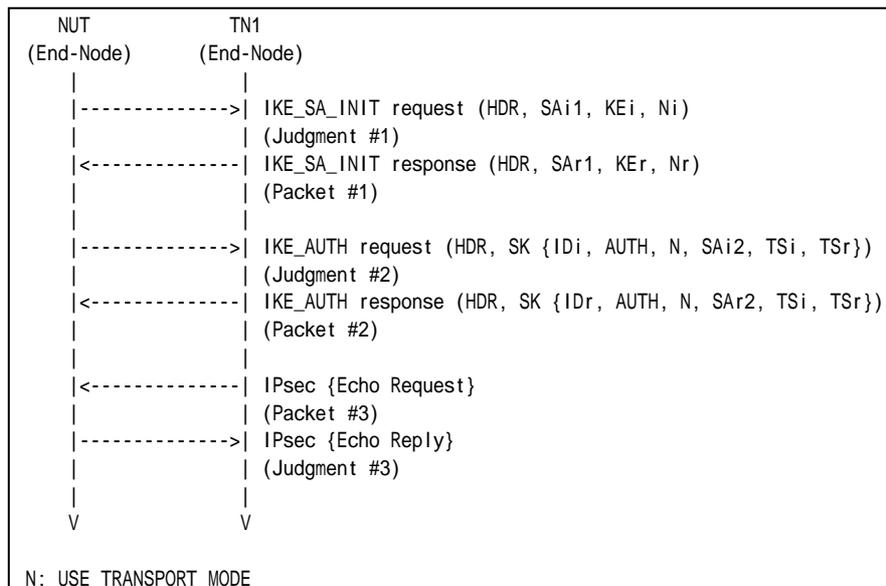 NUT TN1
(End-Node) (End-Node)
| |
|-------------->| IKE_SA_INIT request (HDR, SAi1, KEi, Ni)
| | (Judgment #1)
|<--------------| IKE_SA_INIT response (HDR, SAr1, KEr, Nr)
| | (Packet #1)
| |
|-------------->| IKE_AUTH request (HDR, SK {IDi, AUTH, N, SAi2, TSi, TSr})
| | (Judgment #2)
|<--------------| IKE_AUTH response (HDR, SK {IDr, AUTH, N, SAr2, TSi, TSr})
| | (Packet #2)
| |
|<--------------| IPsec {Echo Request}
| | (Packet #3)
|-------------->| IPsec {Echo Reply}
| | (Judgment #3)
| |
V V
N: USE TRANSPORT MODE